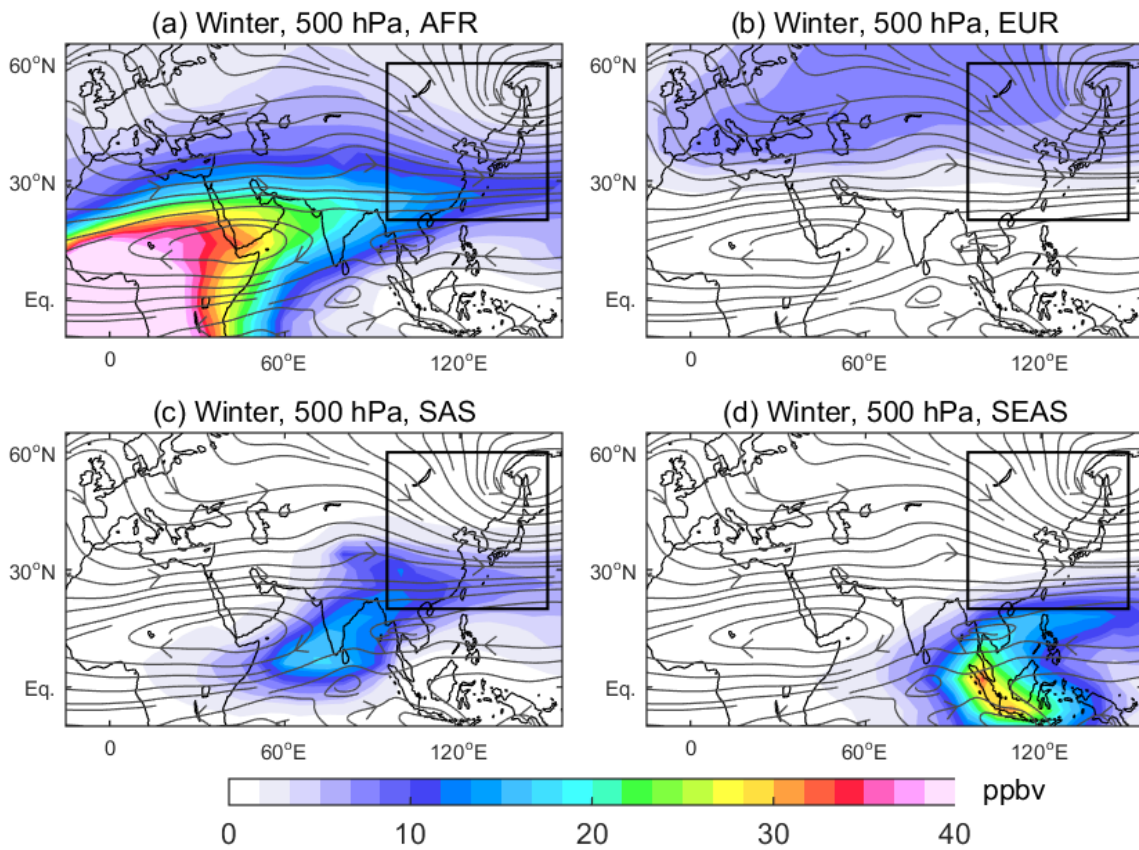 (a) Winter, 500 hPa, AFR
(b) Winter, 500 hPa, EUR
60°N
30°N
Eq.
0
60°E
120°E
60°N
30°N
Eq.
0
60°E
120°E
(c) Winter, 500 hPa, SAS
(d) Winter, 500 hPa, SEAS
60°N
30°N
Eq.
0
60°E
120°E
60°N
30°N
Eq.
0
60°E
120°E
ppbv
0 10 20 30 40